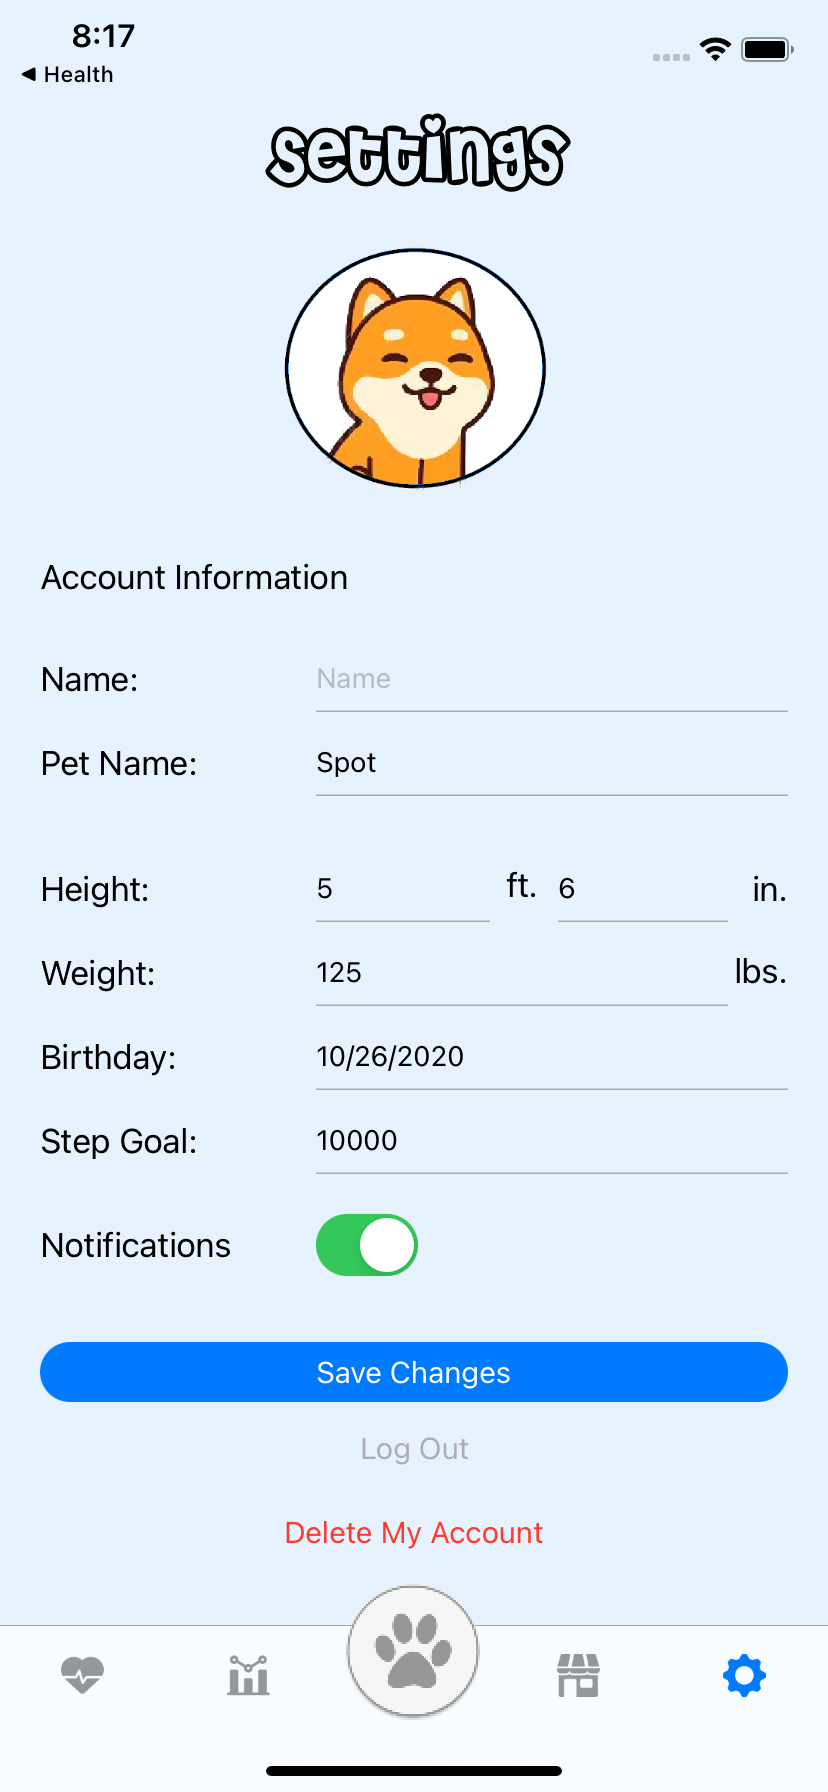 8:17
◀ Health
settings
Account Information
Name: Name
Pet Name: Spot
Height: 5 ft. 6 in.
Weight: 125 lbs.
Birthday: 10/26/2020
Step Goal: 10000
Notifications
Save Changes
Log Out
Delete My Account